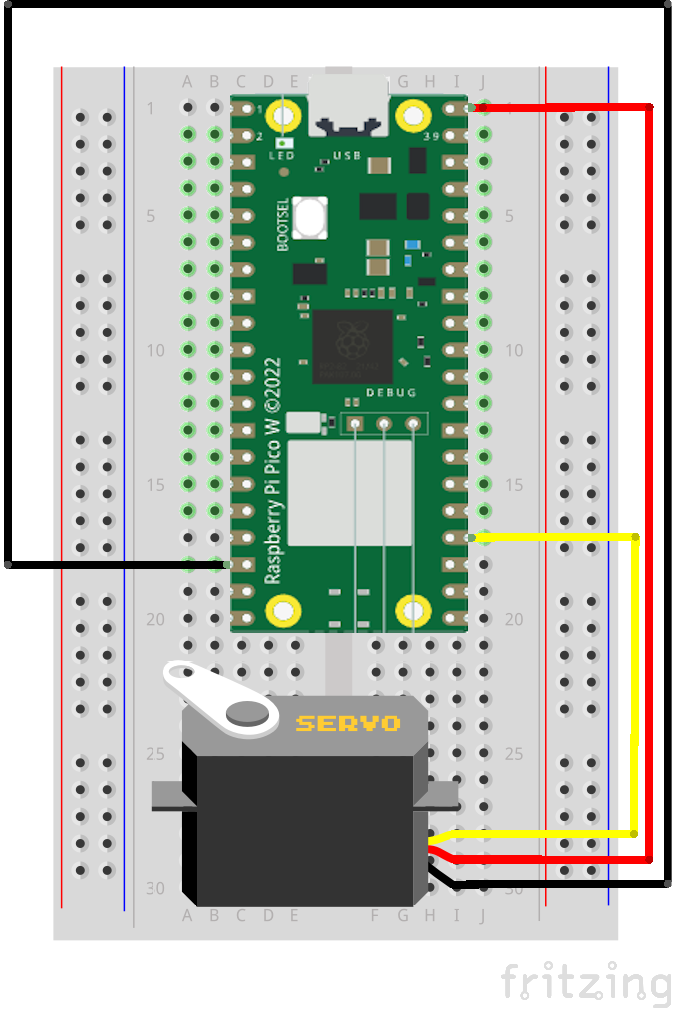 A B C D E G H I J
1 1 1
2 39
LED USB
5 BOOTSEL 5
10 10
DEBUG
Raspberry Pi Pico W ©2022
15 15
20 20
SERVO
25 25
30 30
A B C D E F G H I J
fritzing